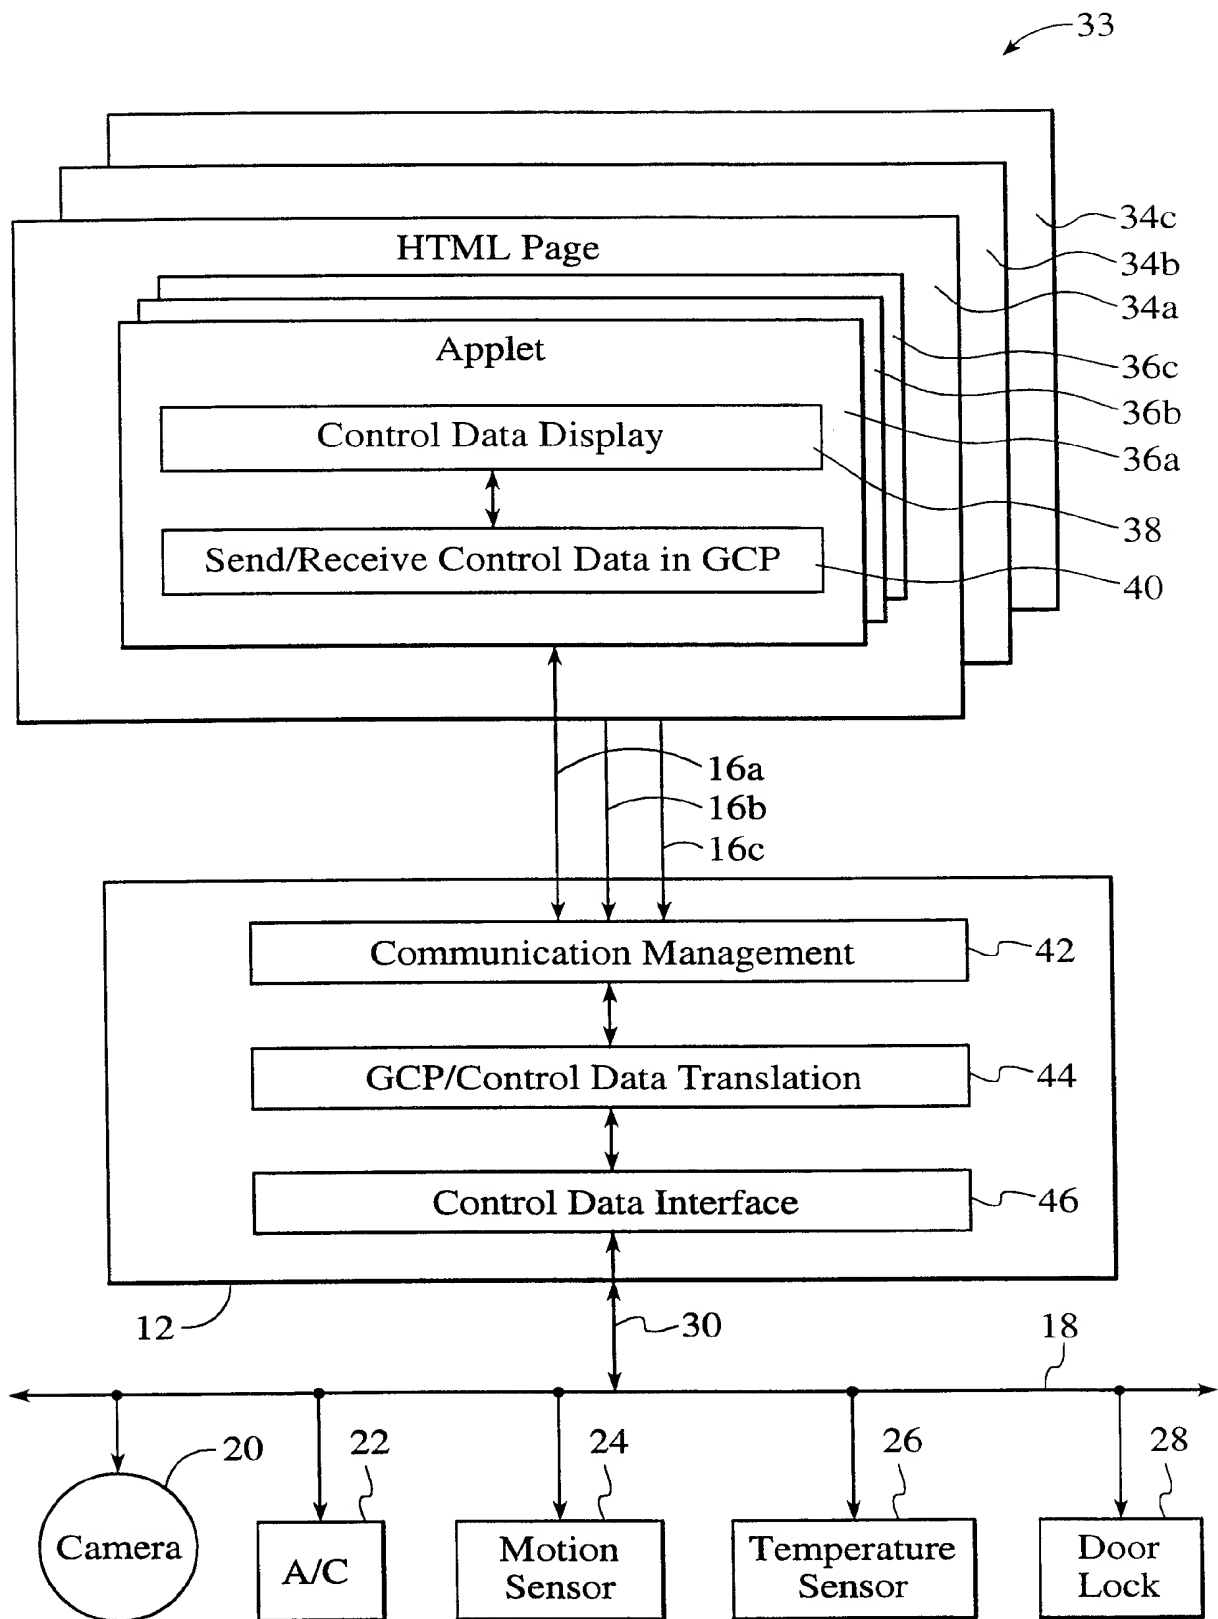 33
HTML Page
34c
34b
34a
Applet
36c
36b
36a
Control Data Display
38
Send/Receive Control Data in GCP
40
16a
16b
16c
Communication Management
42
GCP/Control Data Translation
44
Control Data Interface
46
12
30
18
20
22
24
26
28
Camera
A/C
Motion
Sensor
Temperature
Sensor
Door
Lock